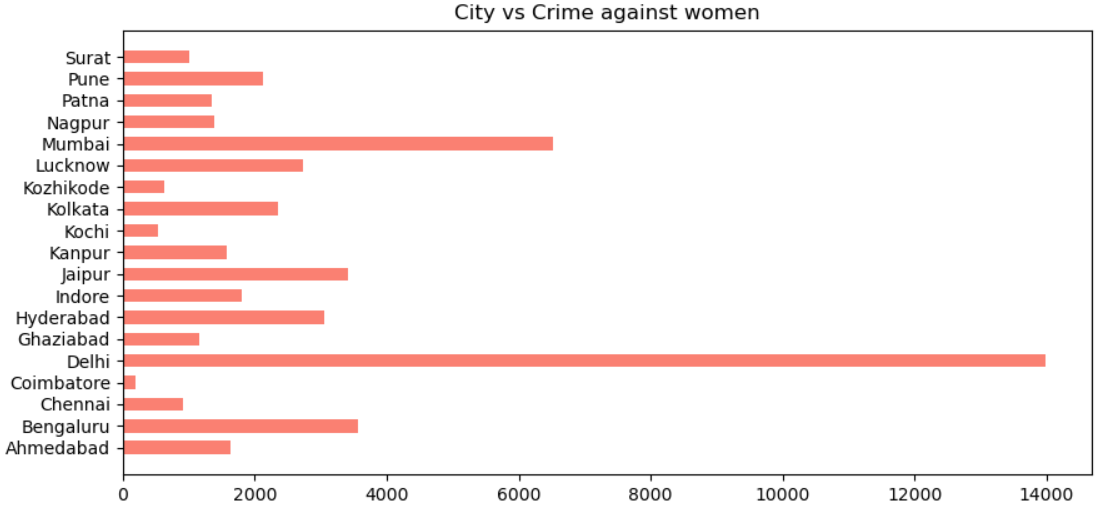 City vs Crime against women
Surat
Pune
Patna
Nagpur
Mumbai
Lucknow
Kozhikode
Kolkata
Kochi
Kanpur
Jaipur
Indore
Hyderabad
Ghaziabad
Delhi
Coimbatore
Chennai
Bengaluru
Ahmedabad
0 2000 4000 6000 8000 10000 12000 14000